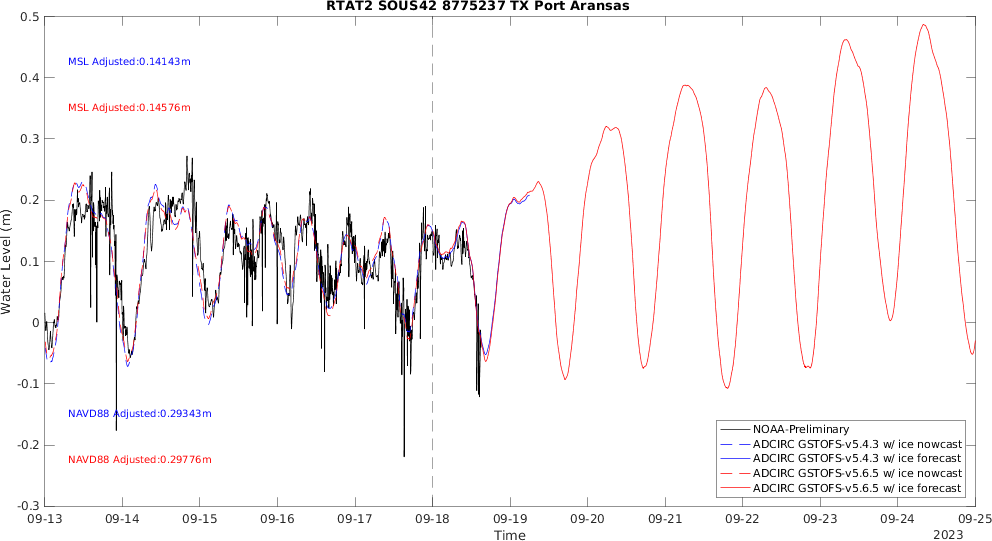 RTAT2 SOUS42 8775237 TX Port Aransas
0.5
0.4
0.3
0.2
0.1
0
-0.1
-0.2
-0.3
Water Level (m)
MSL Adjusted:0.14143m
MSL Adjusted:0.14576m
NAVD88 Adjusted:0.29343m
NAVD88 Adjusted:0.29776m
NOAA-Preliminary
ADCIRC GSTOFS-v5.4.3 w/ ice nowcast
ADCIRC GSTOFS-v5.4.3 w/ ice forecast
ADCIRC GSTOFS-v5.6.5 w/ ice nowcast
ADCIRC GSTOFS-v5.6.5 w/ ice forecast
09-13 09-14 09-15 09-16 09-17 09-18 09-19 09-20 09-21 09-22 09-23 09-24 09-25
Time
2023